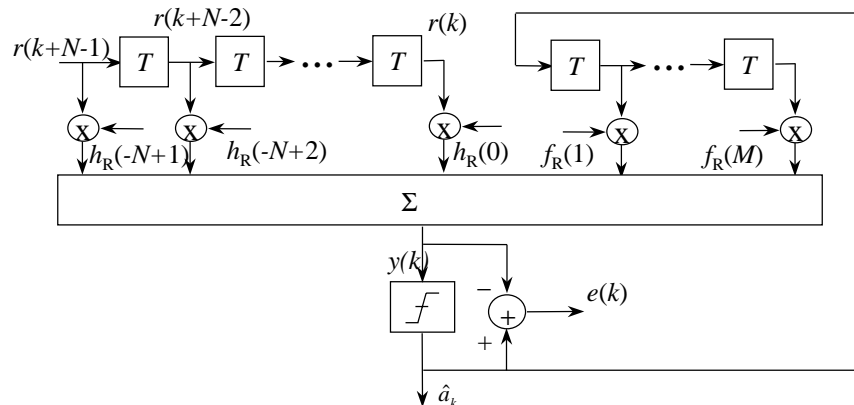 r(k+N-2)
r(k+N-1)
r(k)
T T ••• T T ••• T
X X X X X
h_R(-N+1) h_R(-N+2) h_R(0) f_R(1) f_R(M)
Σ
y(k)
−
+ e(k)
+
â_k